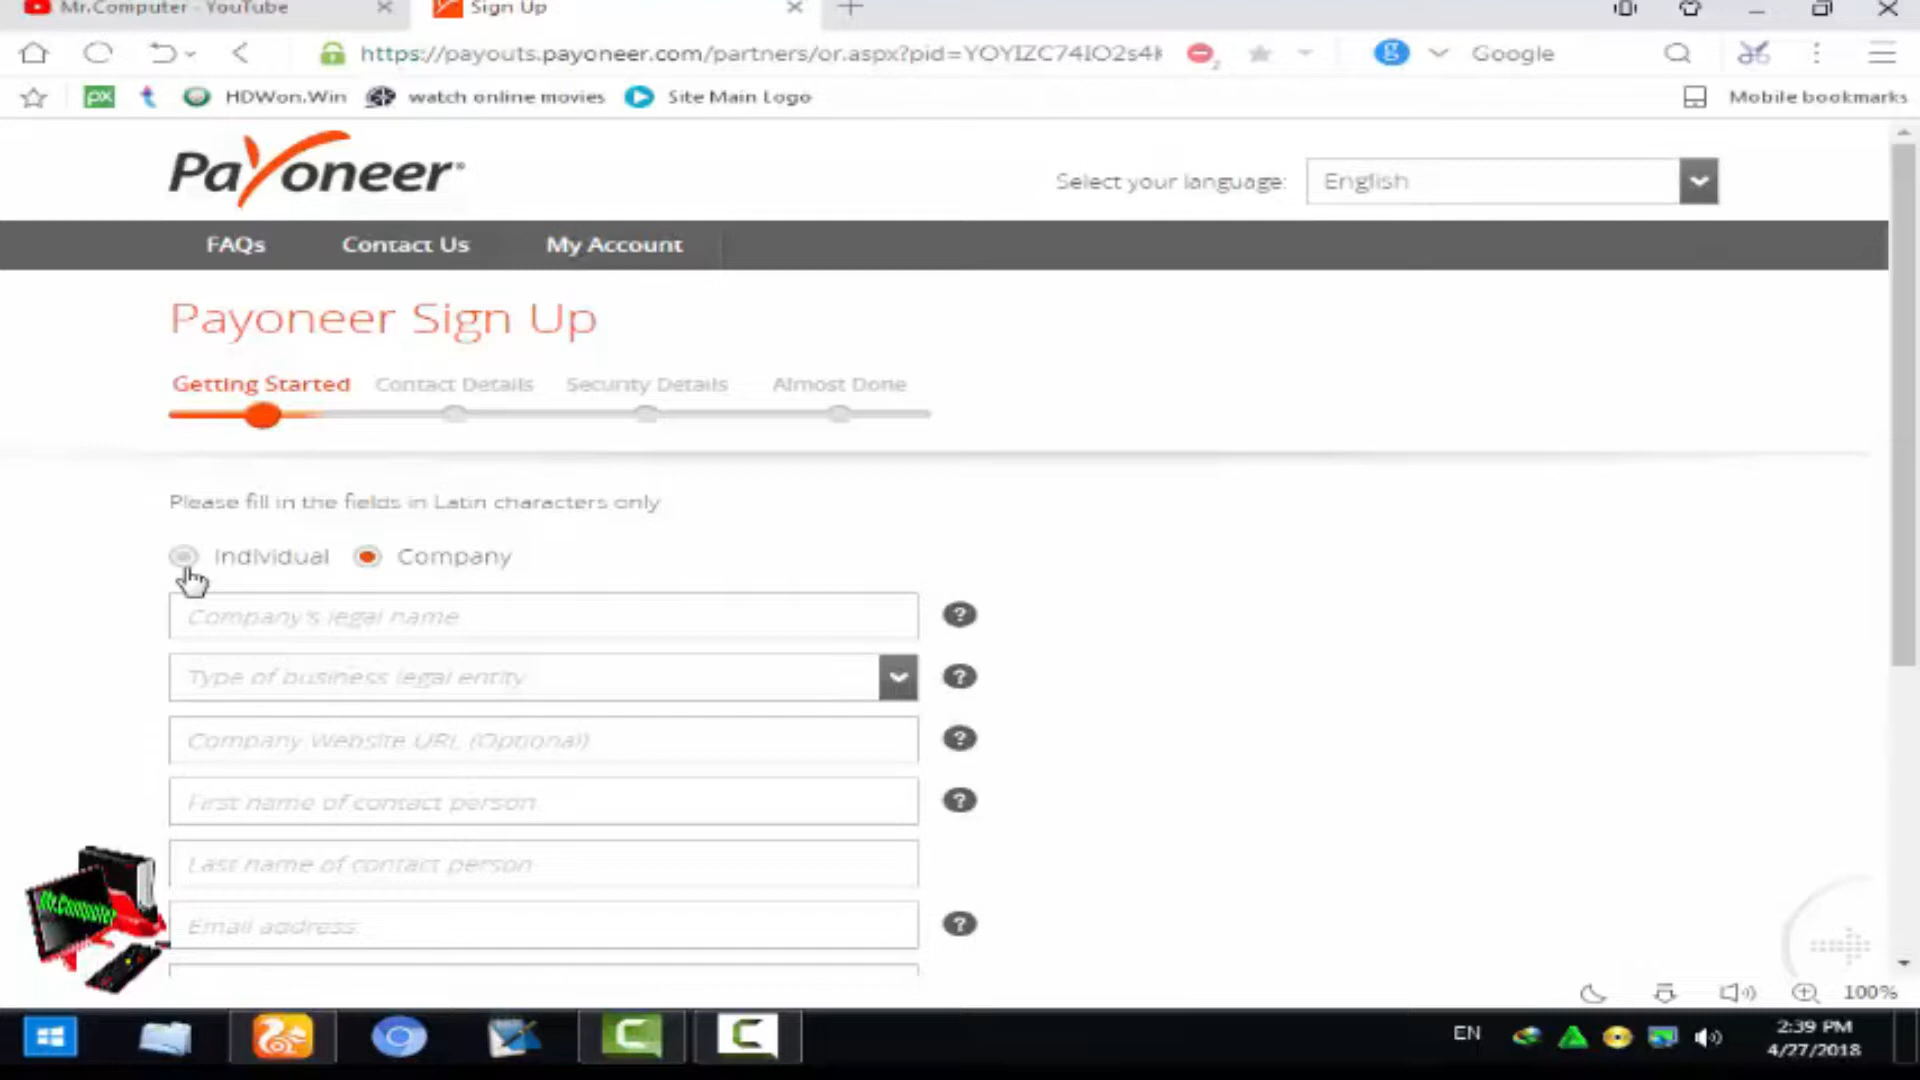 Mr.Computer - YouTube
Sign Up
https://payouts.payoneer.com/partners/or.aspx?pid=YOYIZC74IO2s4k
Google
px
HDWon.Win
watch online movies
Site Main Logo
Mobile bookmarks
Payoneer
Select your language:
English
FAQs
Contact Us
My Account
Payoneer Sign Up
Getting Started
Contact Details
Security Details
Almost Done
Please fill in the fields in Latin characters only
Individual
Company
Company's legal name
Type of business legal entity
Company Website URL (Optional)
First name of contact person
Last name of contact person
Email address
Mr.Computer
100%
EN
2:39 PM
4/27/2018